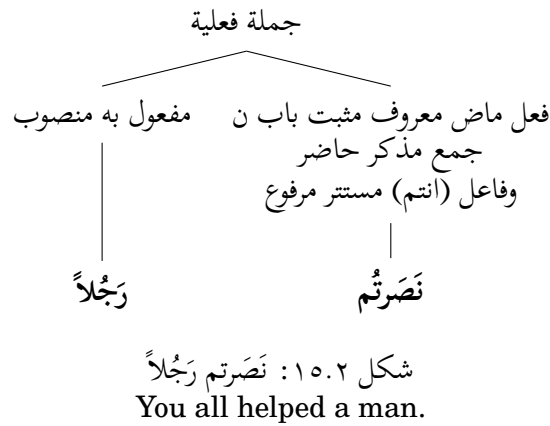 جملة فعلية
فعل ماض معروف مثبت باب ن
جمع مذكر حاضر
وفاعل (انتم) مستتر مرفوع
مفعول به منصوب
نَصَرتُم
رَجُلاً
شكل ١٥.٢: نَصَرتم رَجُلاً
You all helped a man.